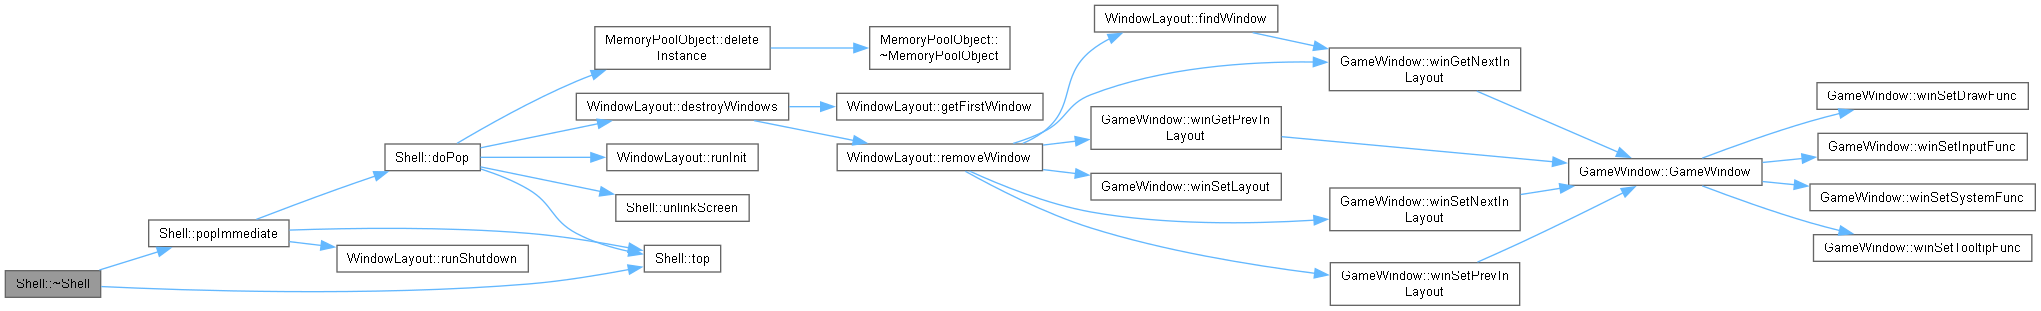 Shell::~Shell
Shell::popImmediate
WindowLayout::runShutdown
Shell::doPop
MemoryPoolObject::delete
Instance
WindowLayout::destroyWindows
WindowLayout::runInit
Shell::unlinkScreen
Shell::top
MemoryPoolObject::
~MemoryPoolObject
WindowLayout::getFirstWindow
WindowLayout::removeWindow
WindowLayout::findWindow
GameWindow::winGetPrevIn
Layout
GameWindow::winSetLayout
GameWindow::winGetNextIn
Layout
GameWindow::winSetNextIn
Layout
GameWindow::winSetPrevIn
Layout
GameWindow::GameWindow
GameWindow::winSetDrawFunc
GameWindow::winSetInputFunc
GameWindow::winSetSystemFunc
GameWindow::winSetTooltipFunc